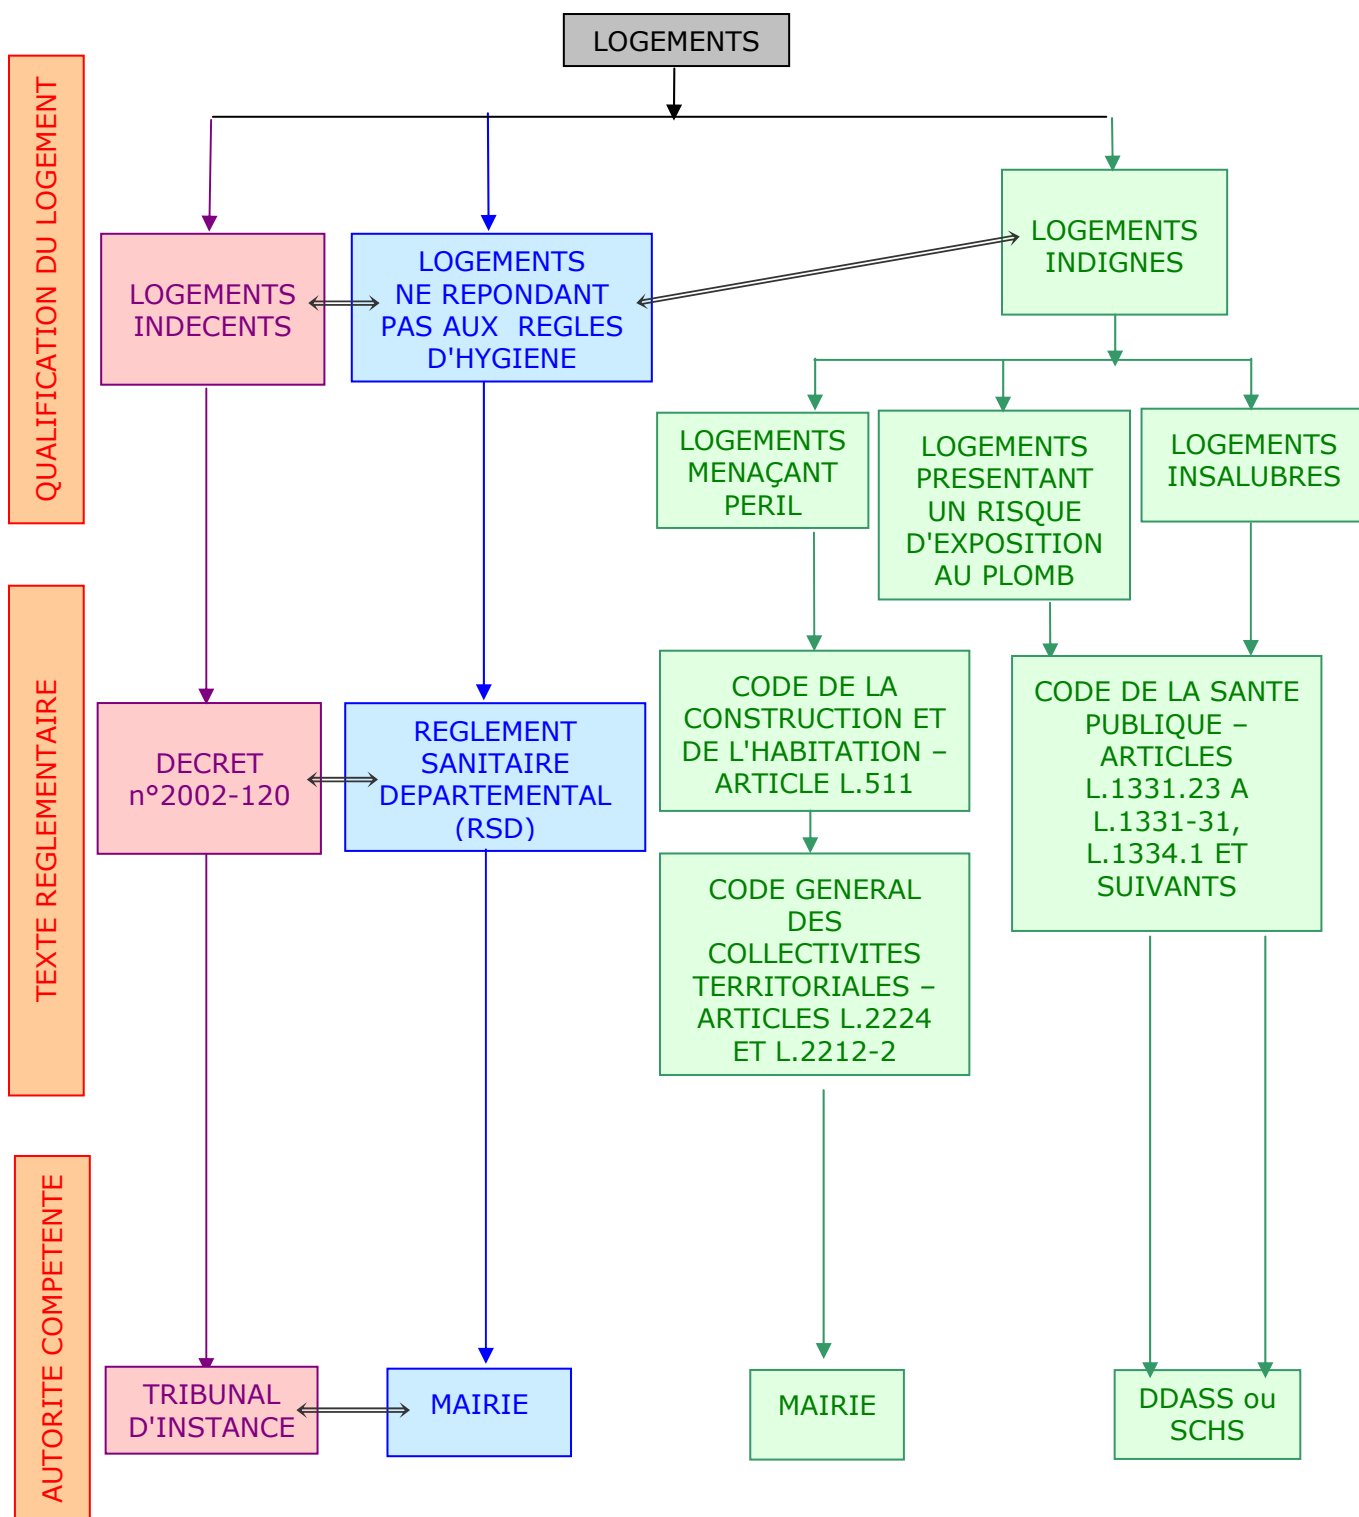 LOGEMENTS
QUALIFICATION DU LOGEMENT
LOGEMENTS
INDECENTS
LOGEMENTS
NE REPONDANT
PAS AUX REGLES
D'HYGIENE
LOGEMENTS
INDIGNES
LOGEMENTS
MENAÇANT
PERIL
LOGEMENTS
PRESENTANT
UN RISQUE
D'EXPOSITION
AU PLOMB
LOGEMENTS
INSALUBRES
TEXTE REGLEMENTAIRE
DECRET
n°2002-120
REGLEMENT
SANITAIRE
DEPARTEMENTAL
(RSD)
CODE DE LA
CONSTRUCTION ET
DE L'HABITATION –
ARTICLE L.511
CODE GENERAL
DES
COLLECTIVITES
TERRITORIALES –
ARTICLES L.2224
ET L.2212-2
CODE DE LA SANTE
PUBLIQUE –
ARTICLES
L.1331.23 A
L.1331-31,
L.1334.1 ET
SUIVANTS
AUTORITE COMPETENTE
TRIBUNAL
D'INSTANCE
MAIRIE
MAIRIE
DDASS ou
SCHS